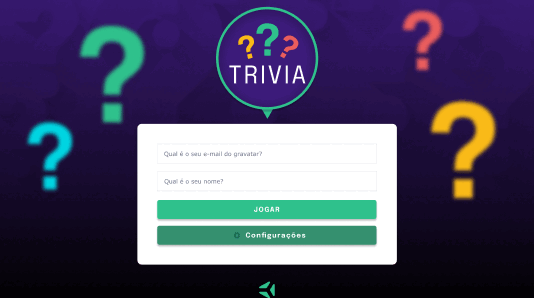 ???
TRIVIA
Qual é o seu e-mail do gravatar?
Qual é o seu nome?
JOGAR
Configurações